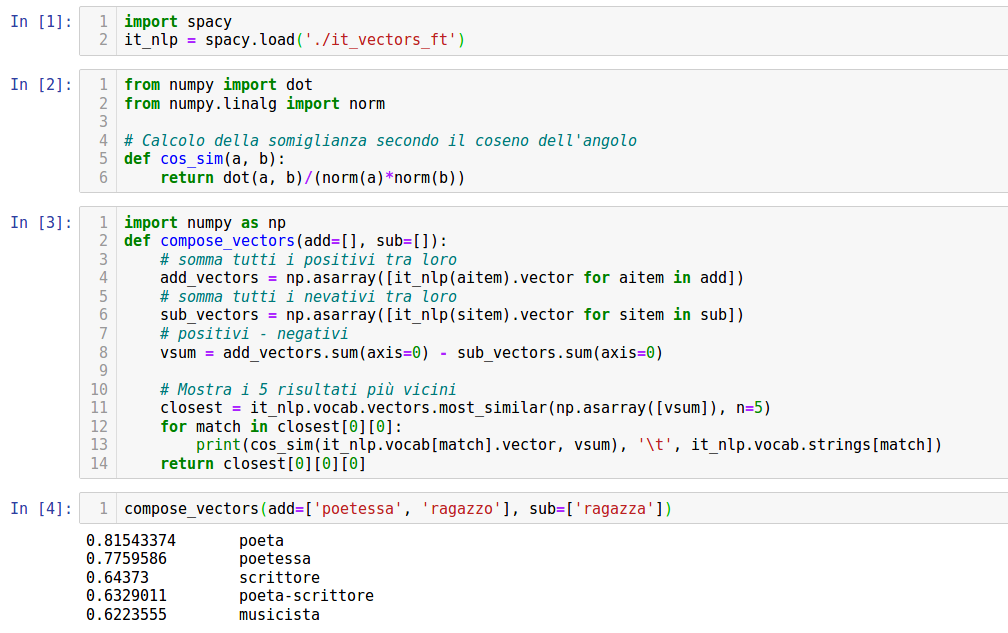 In [1]:
1 import spacy
2 it_nlp = spacy.load('./it_vectors_ft')
In [2]:
1 from numpy import dot
2 from numpy.linalg import norm
3
4 # Calcolo della somiglianza secondo il coseno dell'angolo
5 def cos_sim(a, b):
6     return dot(a, b)/(norm(a)*norm(b))
In [3]:
1 import numpy as np
2 def compose_vectors(add=[], sub=[]):
3     # somma tutti i positivi tra loro
4     add_vectors = np.asarray([it_nlp(aitem).vector for aitem in add])
5     # somma tutti i nevativi tra loro
6     sub_vectors = np.asarray([it_nlp(sitem).vector for sitem in sub])
7     # positivi - negativi
8     vsum = add_vectors.sum(axis=0) - sub_vectors.sum(axis=0)
9
10     # Mostra i 5 risultati più vicini
11     closest = it_nlp.vocab.vectors.most_similar(np.asarray([vsum]), n=5)
12     for match in closest[0][0]:
13         print(cos_sim(it_nlp.vocab[match].vector, vsum), '\t', it_nlp.vocab.strings[match])
14     return closest[0][0][0]
In [4]:
1 compose_vectors(add=['poetessa', 'ragazzo'], sub=['ragazza'])
0.81543374 poeta
0.7759586 poetessa
0.64373 scrittore
0.6329011 poeta-scrittore
0.6223555 musicista